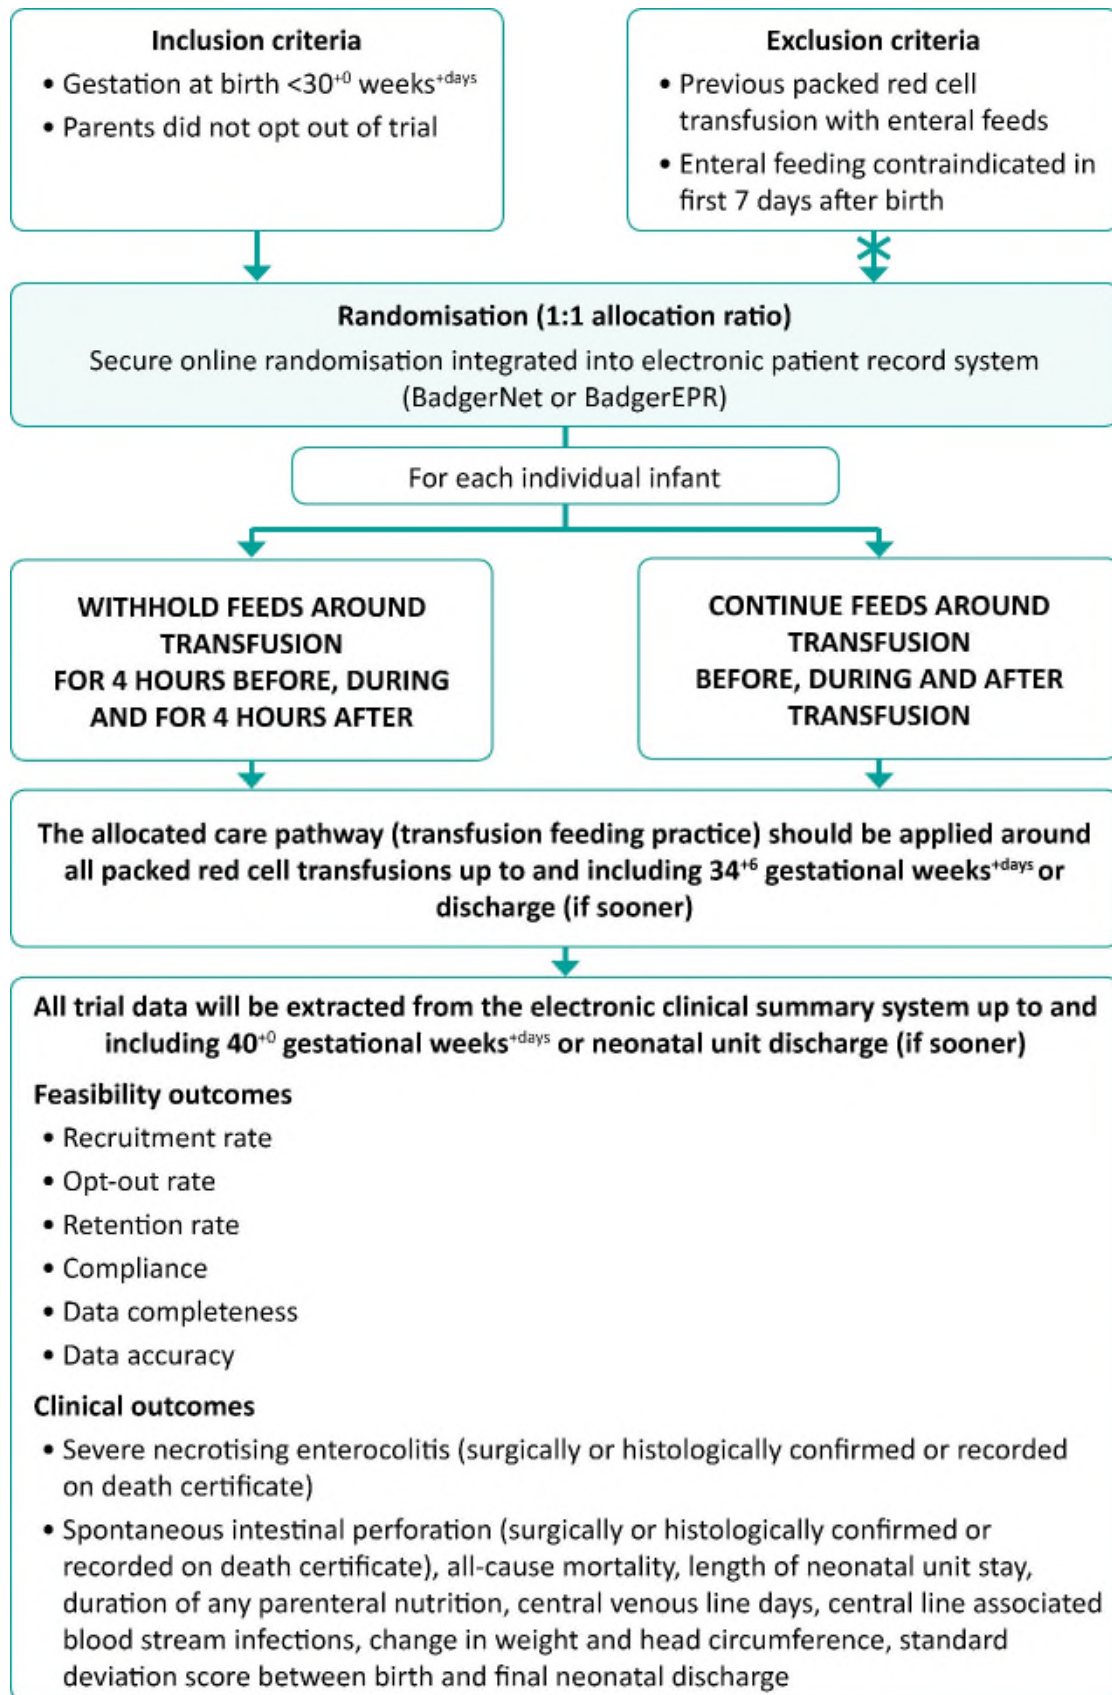 Inclusion criteria
• Gestation at birth <30⁺⁰ weeks⁺ᵈᵃʸˢ
• Parents did not opt out of trial
Exclusion criteria
• Previous packed red cell
transfusion with enteral feeds
• Enteral feeding contraindicated in
first 7 days after birth
Randomisation (1:1 allocation ratio)
Secure online randomisation integrated into electronic patient record system
(BadgerNet or BadgerEPR)
For each individual infant
WITHHOLD FEEDS AROUND
TRANSFUSION
FOR 4 HOURS BEFORE, DURING
AND FOR 4 HOURS AFTER
CONTINUE FEEDS AROUND
TRANSFUSION
BEFORE, DURING AND AFTER
TRANSFUSION
The allocated care pathway (transfusion feeding practice) should be applied around
all packed red cell transfusions up to and including 34⁺⁶ gestational weeks⁺ᵈᵃʸˢ or
discharge (if sooner)
All trial data will be extracted from the electronic clinical summary system up to and
including 40⁺⁰ gestational weeks⁺ᵈᵃʸˢ or neonatal unit discharge (if sooner)
Feasibility outcomes
• Recruitment rate
• Opt-out rate
• Retention rate
• Compliance
• Data completeness
• Data accuracy
Clinical outcomes
• Severe necrotising enterocolitis (surgically or histologically confirmed or recorded
on death certificate)
• Spontaneous intestinal perforation (surgically or histologically confirmed or
recorded on death certificate), all-cause mortality, length of neonatal unit stay,
duration of any parenteral nutrition, central venous line days, central line associated
blood stream infections, change in weight and head circumference, standard
deviation score between birth and final neonatal discharge